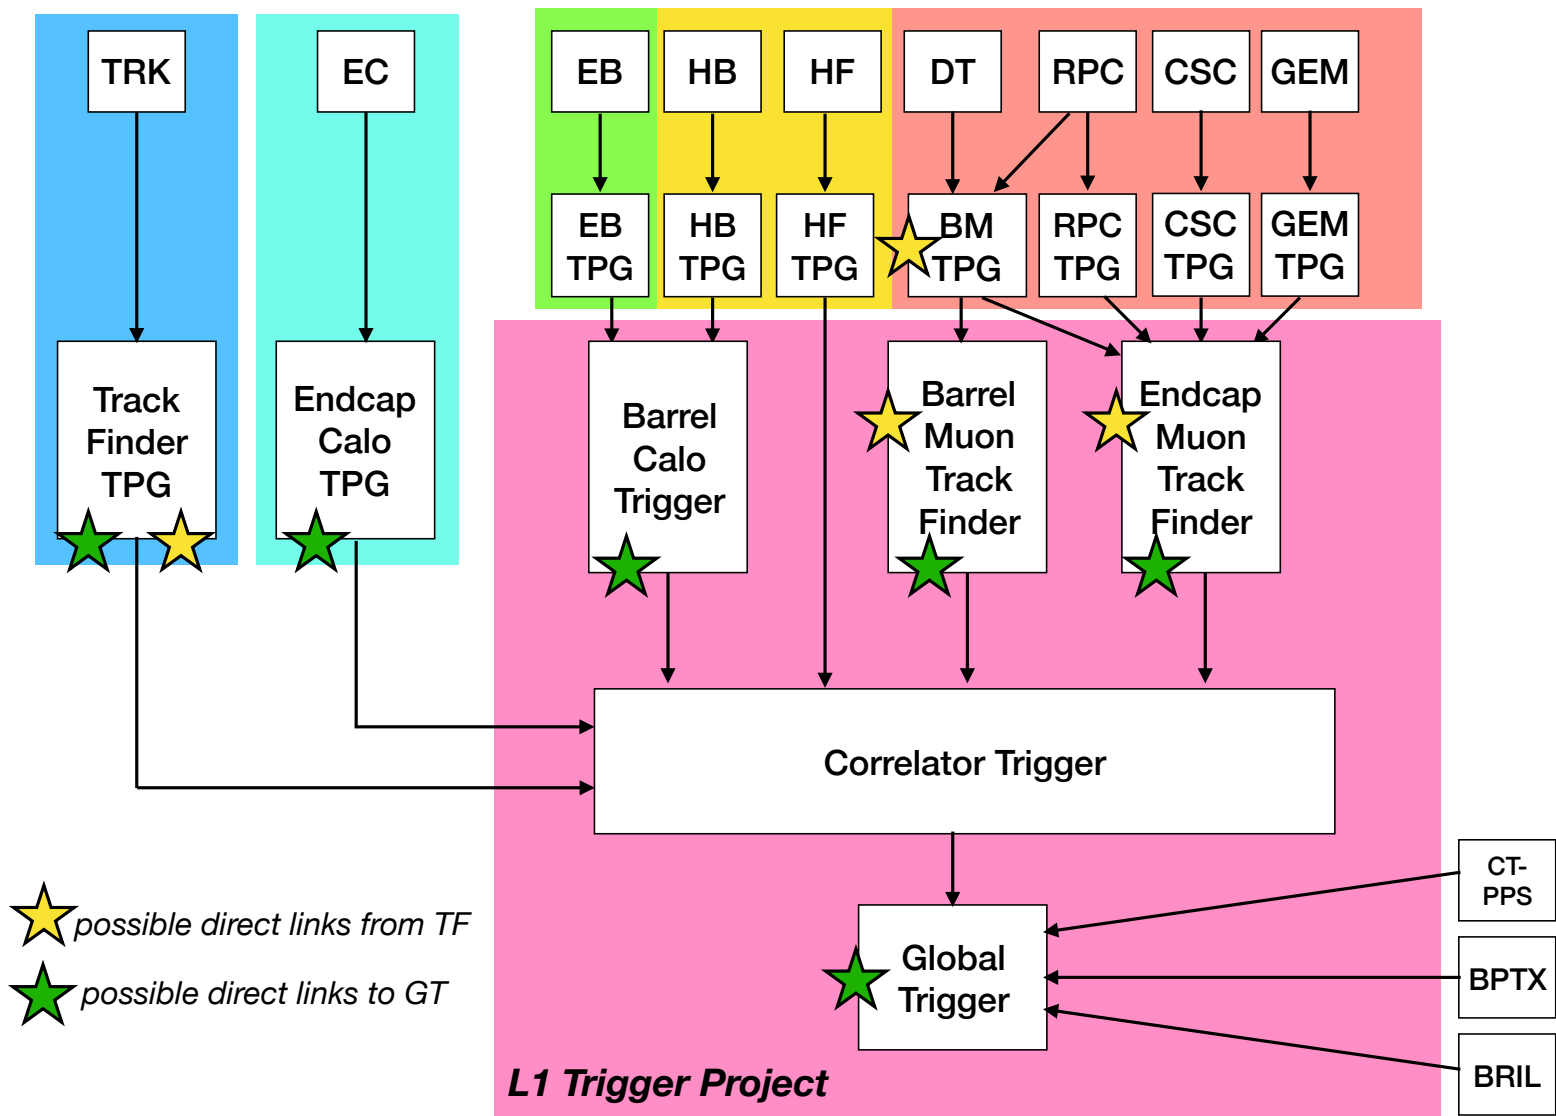 TRK
EC
EB
HB
HF
DT
RPC
CSC
GEM
EB
TPG
HB
TPG
HF
TPG
BM
TPG
RPC
TPG
CSC
TPG
GEM
TPG
Track
Finder
TPG
Endcap
Calo
TPG
Barrel
Calo
Trigger
Barrel
Muon
Track
Finder
Endcap
Muon
Track
Finder
Correlator Trigger
CT-
PPS
possible direct links from TF
Global
Trigger
BPTX
possible direct links to GT
BRIL
L1 Trigger Project